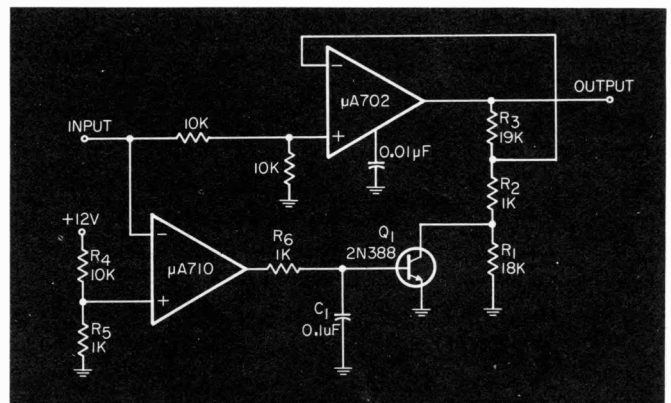 −
μA702
+
OUTPUT
INPUT
10K
10K
0.01μF
R3
19K
R2
1K
R1
18K
+12V
R4
10K
R5
1K
−
μA710
+
R6
1K
Q1
2N388
C1
0.1uF